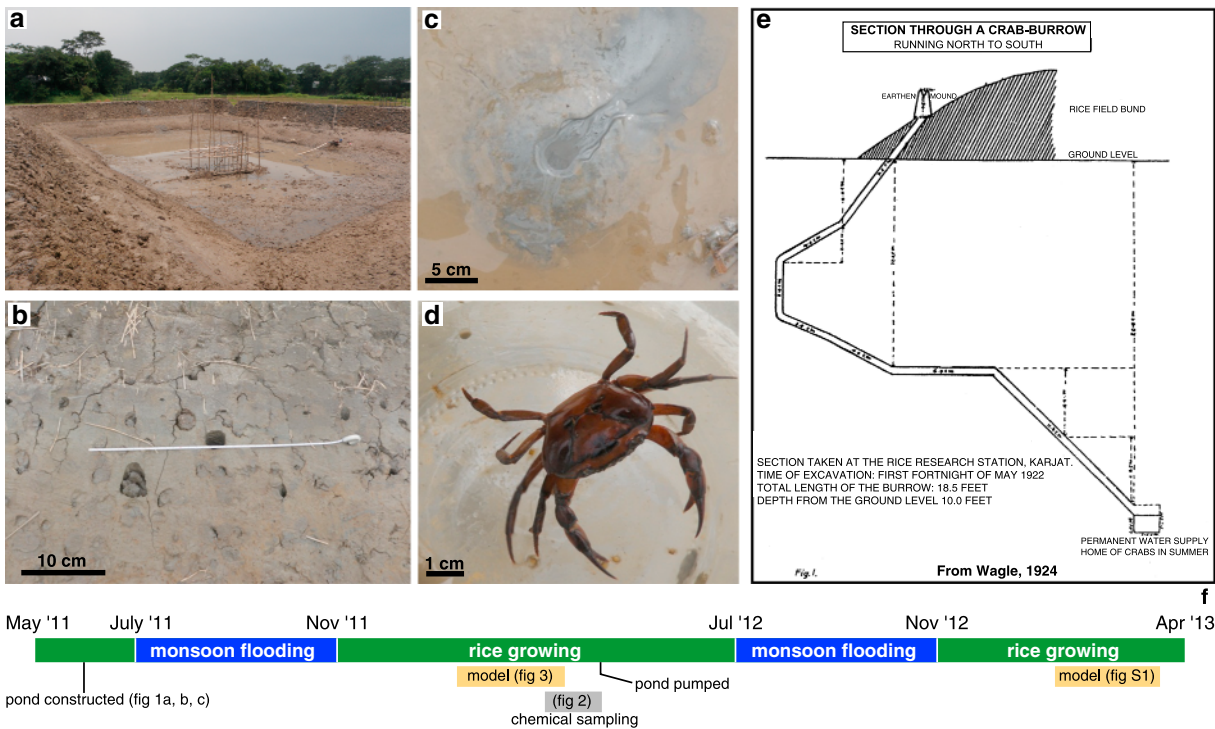 a
c
5 cm
b
10 cm
d
1 cm
e
SECTION THROUGH A CRAB-BURROW
RUNNING NORTH TO SOUTH
EARTHEN MOUND
RICE FIELD BUND
GROUND LEVEL
SECTION TAKEN AT THE RICE RESEARCH STATION, KARJAT.
TIME OF EXCAVATION: FIRST FORTNIGHT OF MAY 1922
TOTAL LENGTH OF THE BURROW: 18.5 FEET
DEPTH FROM THE GROUND LEVEL 10.0 FEET
PERMANENT WATER SUPPLY
HOME OF CRABS IN SUMMER
Fig.1.
From Wagle, 1924
f
May '11 July '11 Nov '11 Jul '12 Nov '12 Apr '13
monsoon flooding rice growing monsoon flooding rice growing
model (fig 3) model (fig S1)
pond pumped
pond constructed (fig 1a, b, c)
(fig 2)
chemical sampling